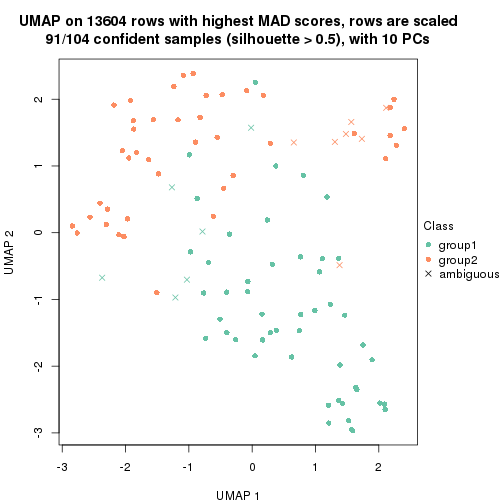 UMAP on 13604 rows with highest MAD scores, rows are scaled
91/104 confident samples (silhouette > 0.5), with 10 PCs
2
1
0
-1
-2
-3
UMAP 2
-3 -2 -1 0 1 2
UMAP 1
Class
group1
group2
ambiguous